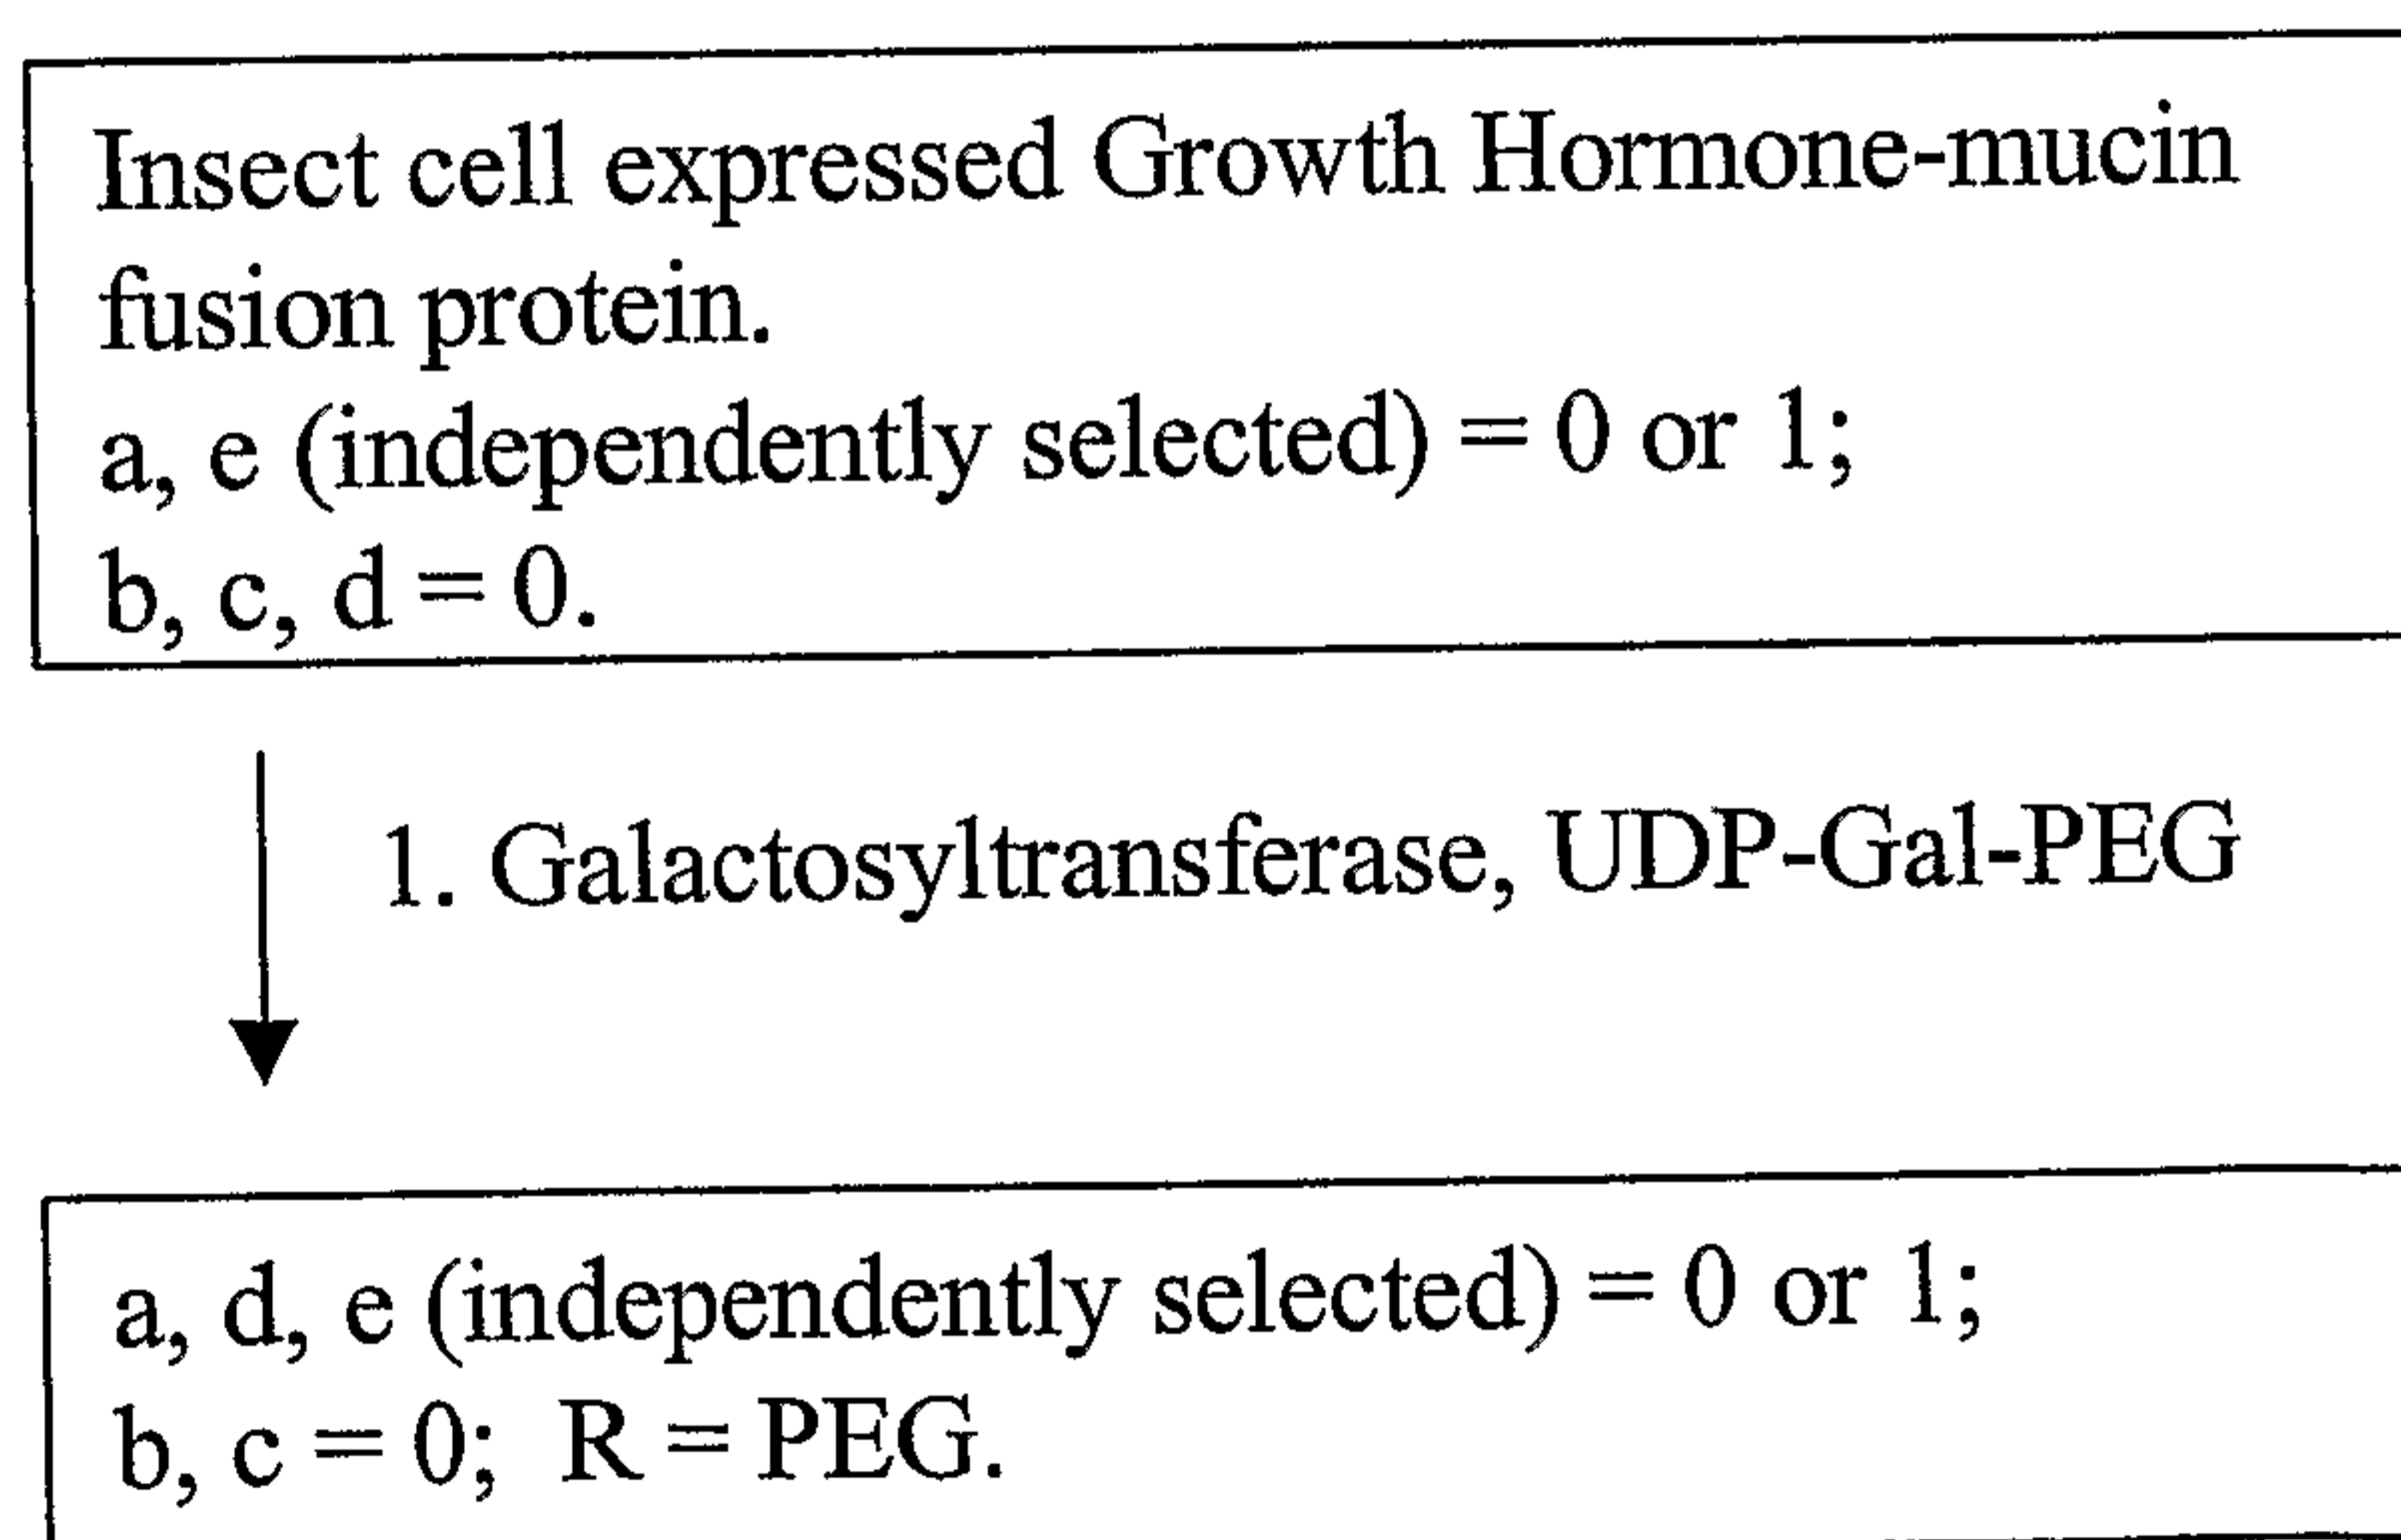 Insect cell expressed Growth Hormone-mucin
fusion protein.
a, e (independently selected) = 0 or 1;
b, c, d = 0.
1. Galactosyltransferase, UDP-Gal-PEG
a, d, e (independently selected) = 0 or 1;
b, c = 0; R = PEG.